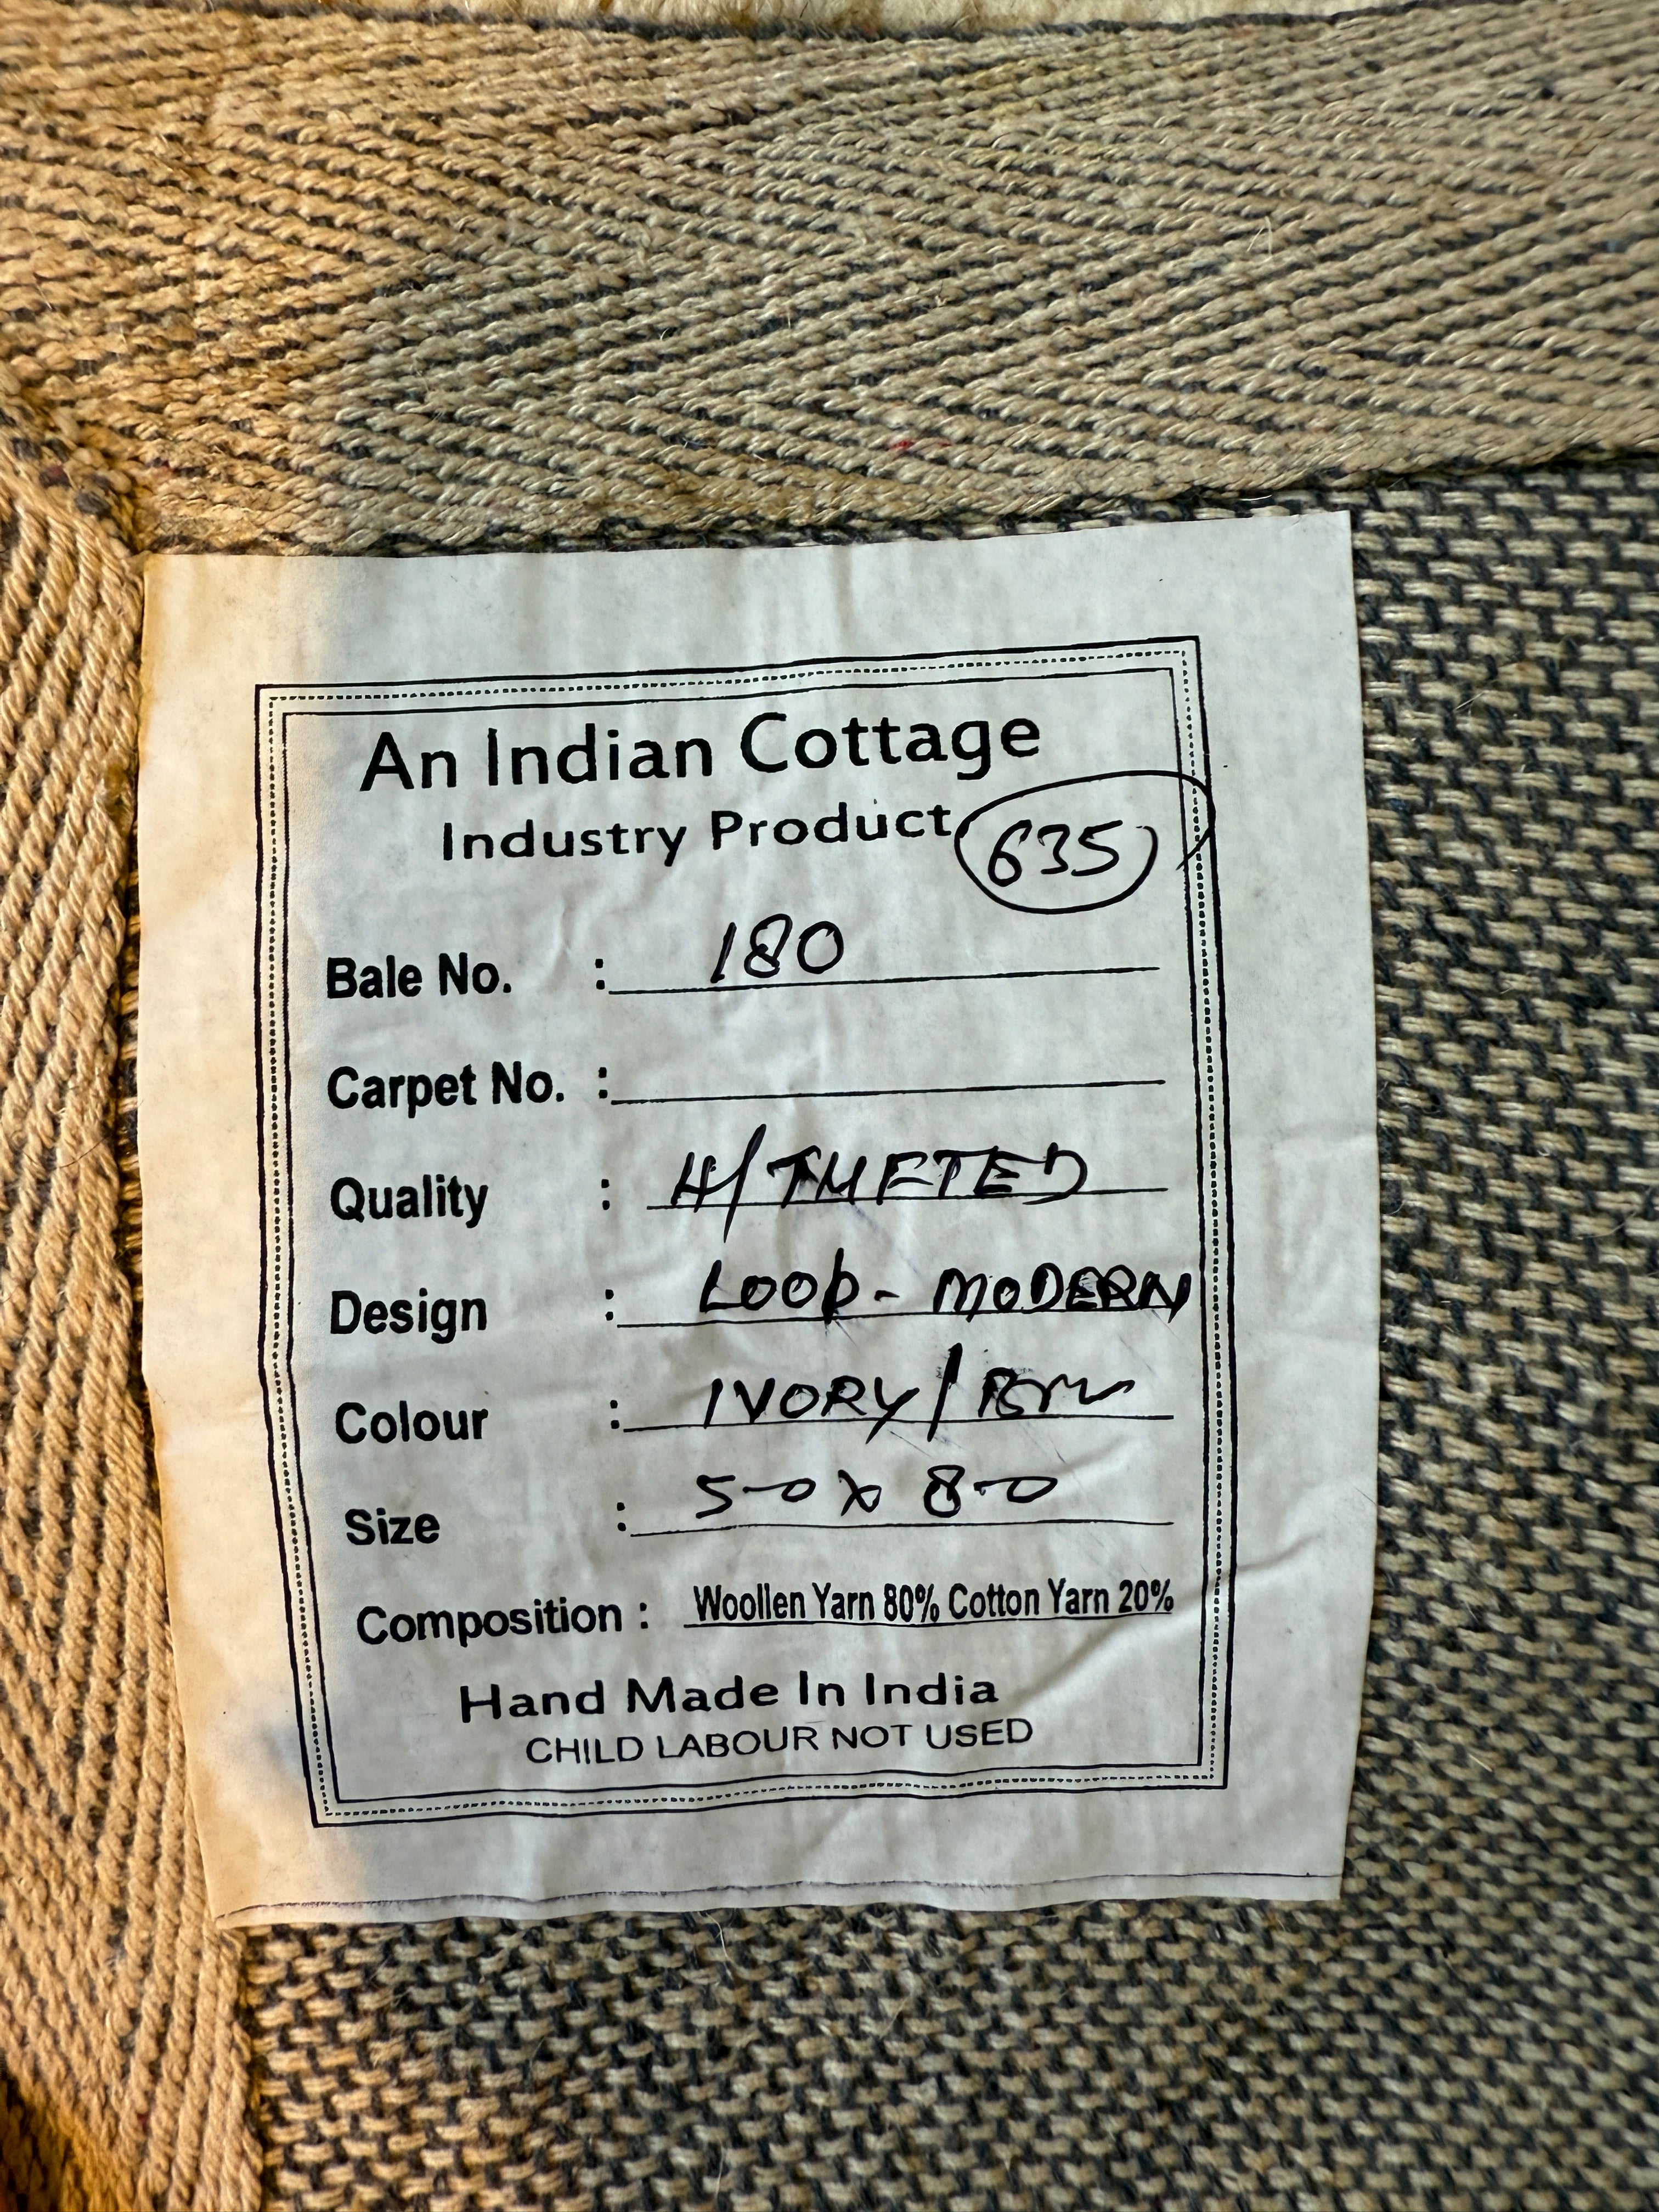 An Indian Cottage
Industry Product 635
Bale No. : 180
Carpet No. :
Quality : H/TUFTED
Design : LOOP - MODERN
Colour : IVORY /
Size : 5-0 x 8-0
Composition : Woollen Yarn 80% Cotton Yarn 20%
Hand Made In India
CHILD LABOUR NOT USED